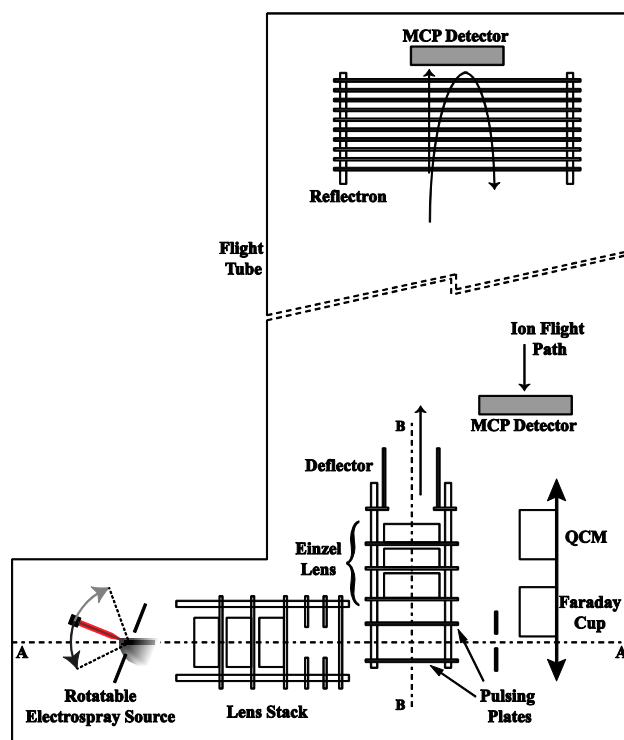 MCP Detector
Reflectron
Flight
Tube
Ion Flight
Path
MCP Detector
B
Deflector
Einzel
Lens
QCM
Faraday
Cup
A
A
Rotatable
Electrospray Source
Lens Stack
B
Pulsing
Plates